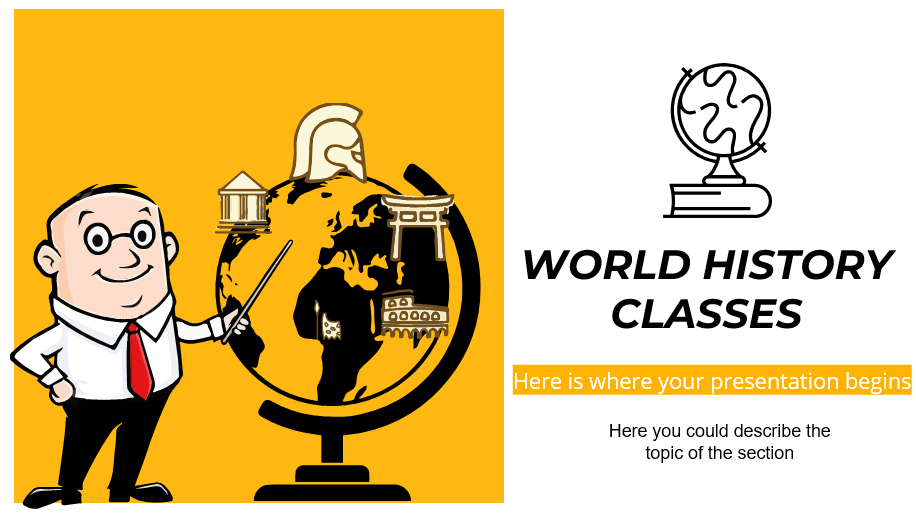 WORLD HISTORY
CLASSES
Here is where your presentation begins
Here you could describe the
topic of the section